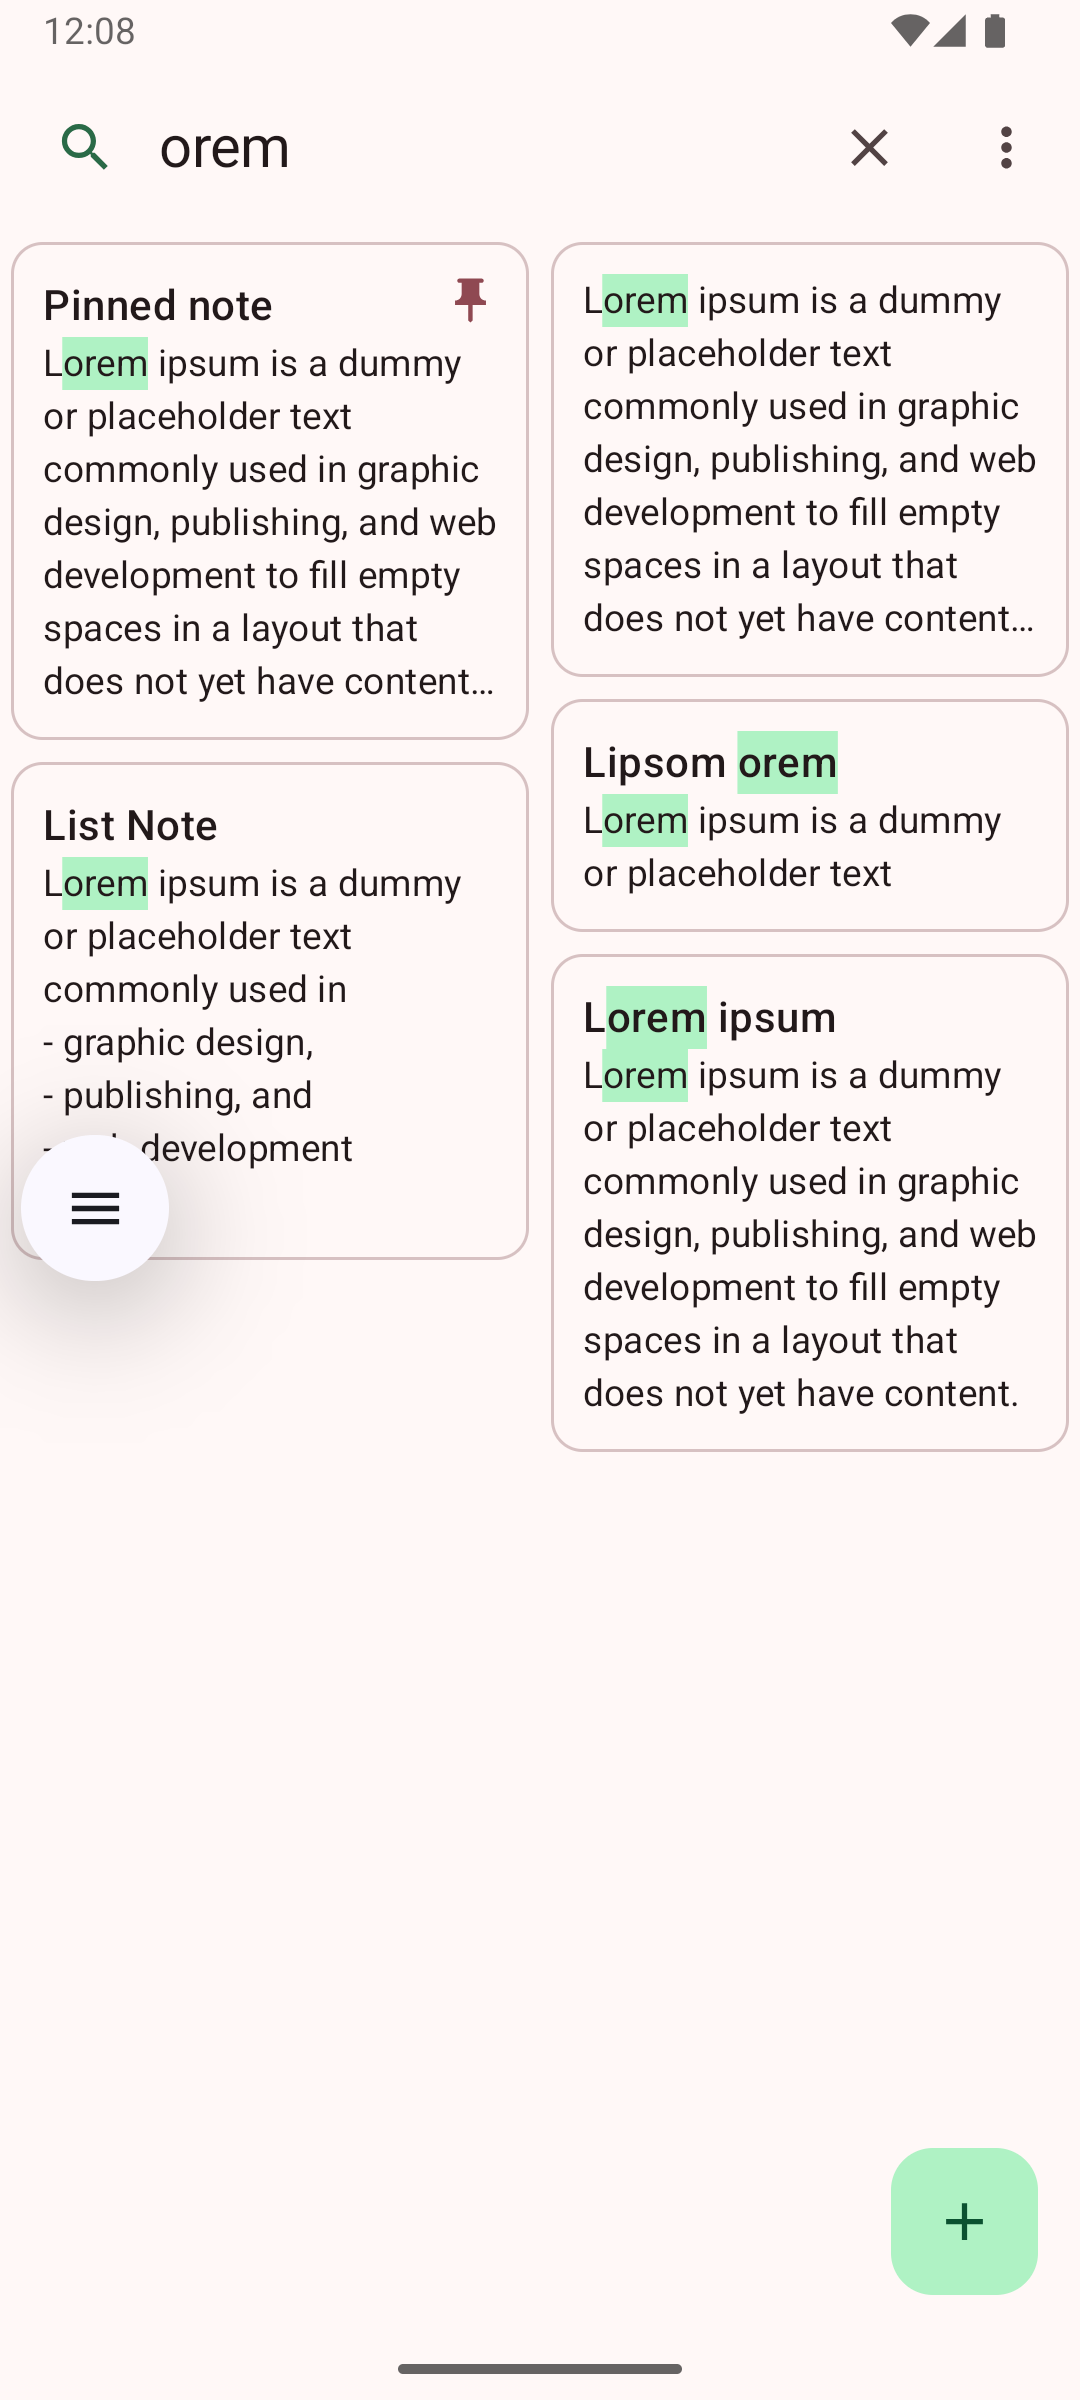 12:08
orem
Pinned note
Lorem ipsum is a dummy
or placeholder text
commonly used in graphic
design, publishing, and web
development to fill empty
spaces in a layout that
does not yet have content...
List Note
Lorem ipsum is a dummy
or placeholder text
commonly used in
- graphic design,
- publishing, and
- development
Lorem ipsum is a dummy
or placeholder text
commonly used in graphic
design, publishing, and web
development to fill empty
spaces in a layout that
does not yet have content...
Lipsom orem
Lorem ipsum is a dummy
or placeholder text
Lorem ipsum
Lorem ipsum is a dummy
or placeholder text
commonly used in graphic
design, publishing, and web
development to fill empty
spaces in a layout that
does not yet have content.